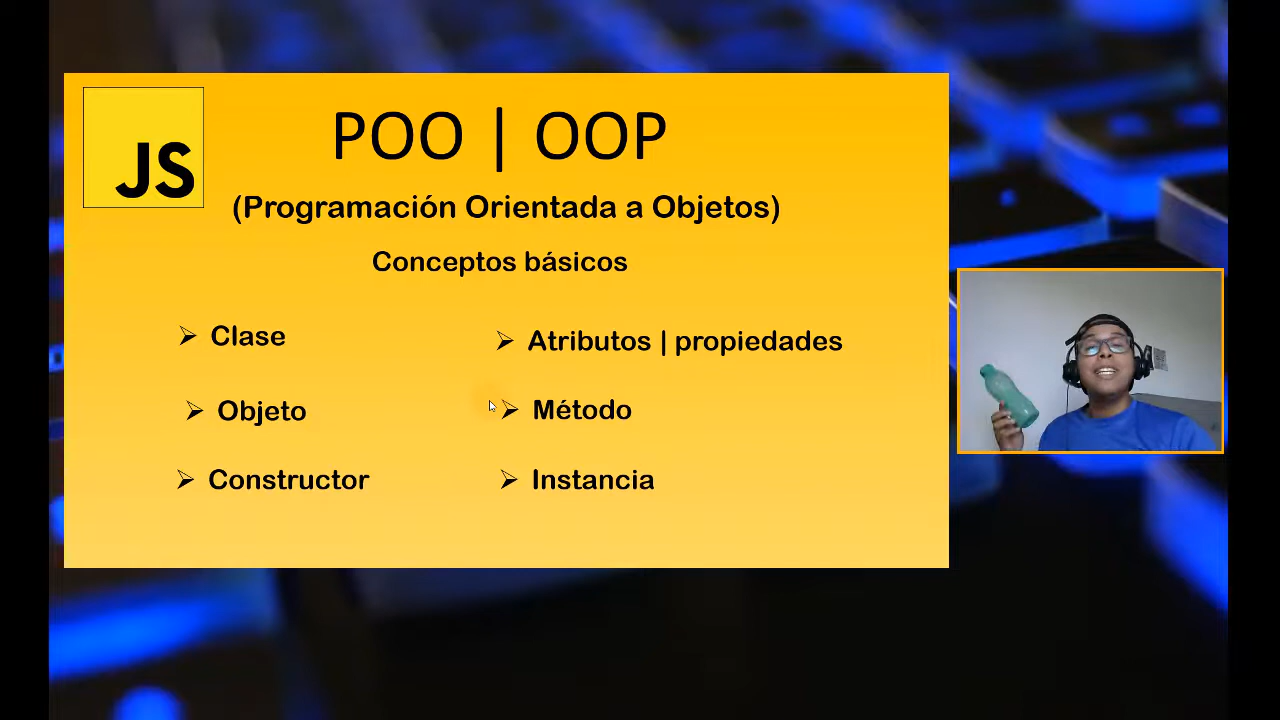 JS
POO | OOP
(Programación Orientada a Objetos)
Conceptos básicos
Clase
Objeto
Constructor
Atributos | propiedades
Método
Instancia